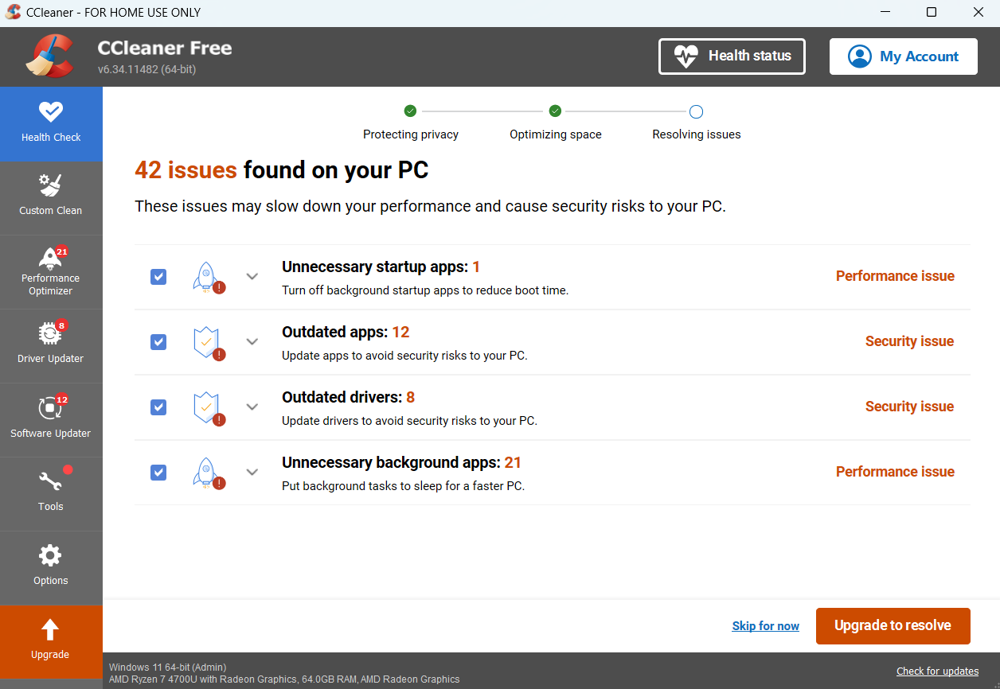 CCleaner - FOR HOME USE ONLY
CCleaner Free
v6.34.11482 (64-bit)
Health status
My Account
Health Check
Custom Clean
21
Performance
Optimizer
8
Driver Updater
12
Software Updater
Tools
Options
Upgrade
Protecting privacy
Optimizing space
Resolving issues
42 issues found on your PC
These issues may slow down your performance and cause security risks to your PC.
Unnecessary startup apps: 1
Turn off background startup apps to reduce boot time.
Performance issue
Outdated apps: 12
Update apps to avoid security risks to your PC.
Security issue
Outdated drivers: 8
Update drivers to avoid security risks to your PC.
Security issue
Unnecessary background apps: 21
Put background tasks to sleep for a faster PC.
Performance issue
Skip for now
Upgrade to resolve
Windows 11 64-bit (Admin)
AMD Ryzen 7 4700U with Radeon Graphics, 64.0GB RAM, AMD Radeon Graphics
Check for updates